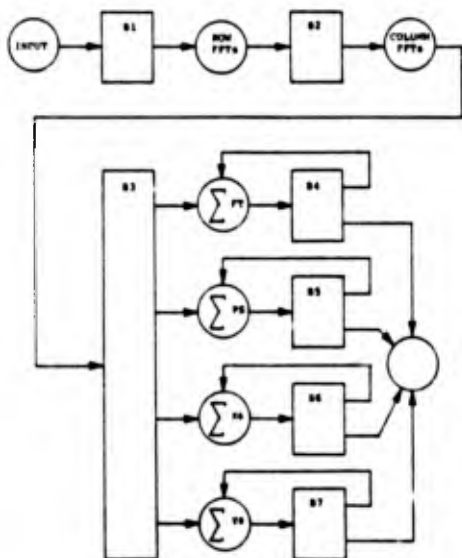 INPUT
B1
ROW
FFTs
B2
COLUMN
FFTs
B3
∑
B4
∑
B5
∑
B6
∑
B7